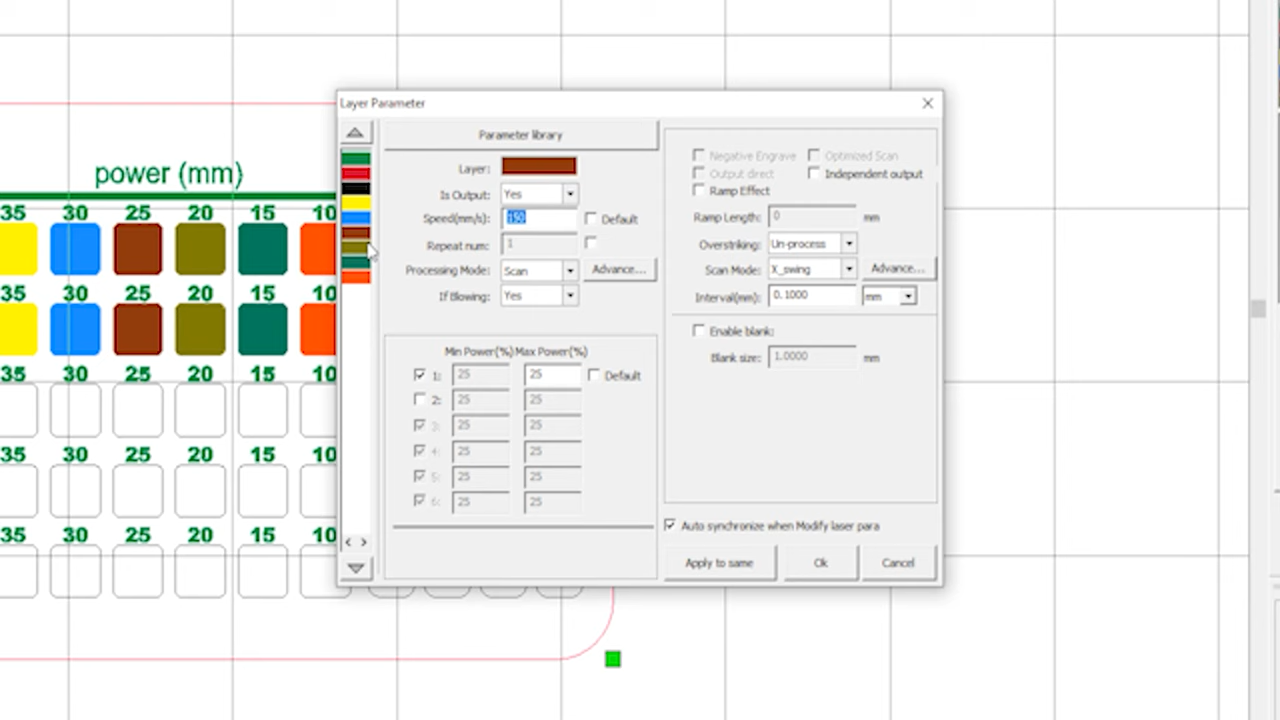 Layer Parameter
Parameter library
Layer:
Is Output: Yes
Speed(mm/s): 150 Default
Repeat num: 1
Processing Mode: Scan Advance...
If Blowing: Yes
Min Power(%) Max Power(%)
1: 25 25 Default
2: 25 25
3: 25 25
4: 25 25
5: 25 25
6: 25 25
Negative Engrave Optimized Scan
Output direct Independent output
Ramp Effect
Ramp Length: 0 mm
Overstriking: Un-process
Scan Mode: X_swing Advance...
Interval(mm): 0.1000 mm
Enable blank:
Blank size: 1.0000 mm
Auto synchronize when Modify laser para
Apply to same Ok Cancel
power (mm)
35 30 25 20 15 10
35 30 25 20 15 10
35 30 25 20 15 10
35 30 25 20 15 10
35 30 25 20 15 10